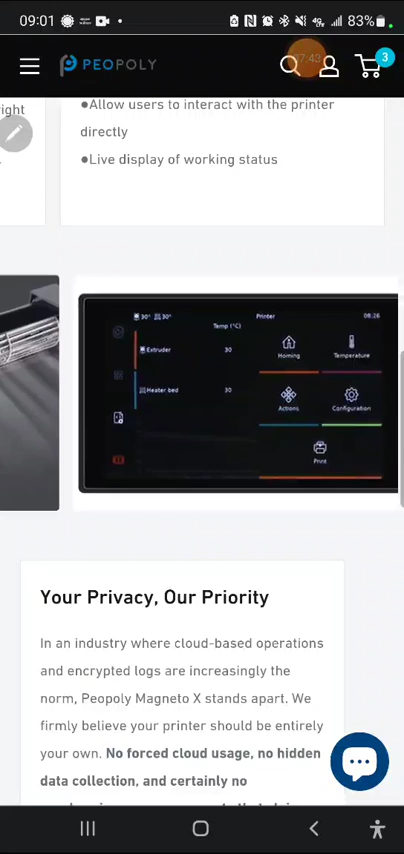 09:01
4G
83%
07:43
PEOPOLY
3
ight
●Allow users to interact with the printer
directly
●Live display of working status
30° 30° Printer 08:26
Temp (°C)
Extruder 30
Heater bed 30
Homing
Temperature
Actions
Configuration
Print
Your Privacy, Our Priority
In an industry where cloud-based operations
and encrypted logs are increasingly the
norm, Peopoly Magneto X stands apart. We
firmly believe your printer should be entirely
your own. No forced cloud usage, no hidden
data collection, and certainly no